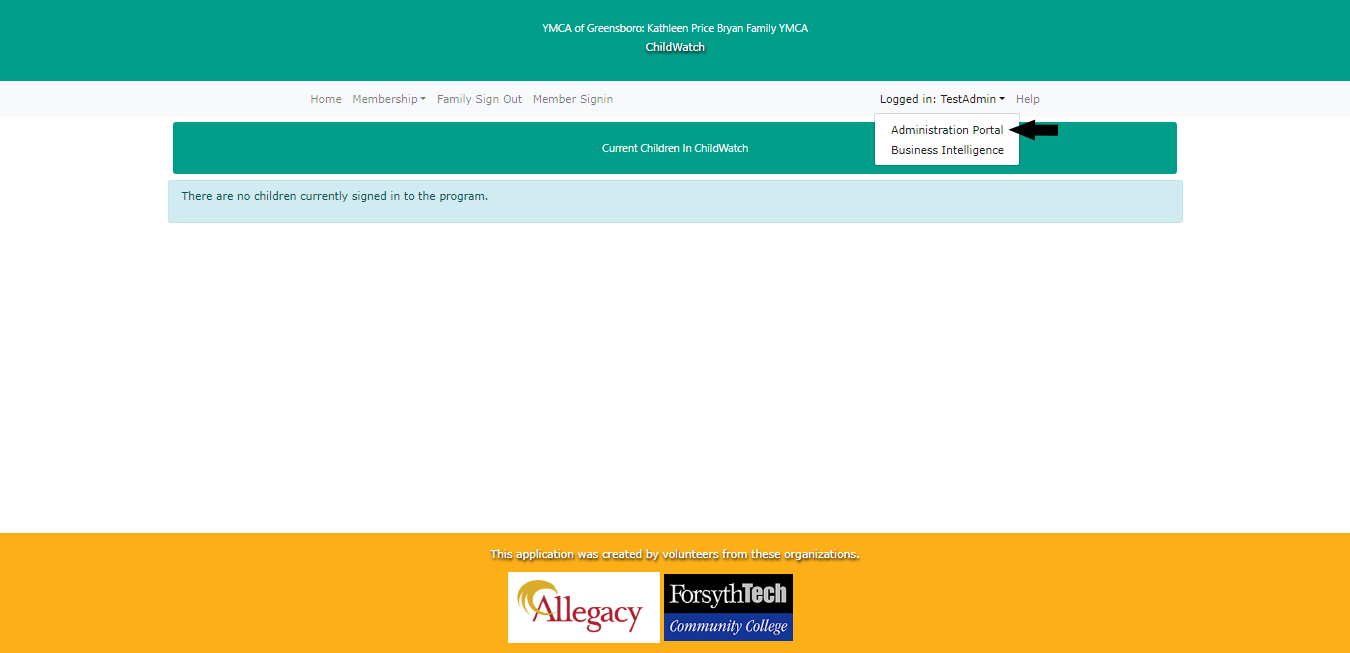 YMCA of Greensboro: Kathleen Price Bryan Family YMCA
ChildWatch
Home Membership Family Sign Out Member Signin Logged in: TestAdmin Help
Administration Portal
Business Intelligence
Current Children In ChildWatch
There are no children currently signed in to the program.
This application was created by volunteers from these organizations.
Allegacy
ForsythTech
Community College